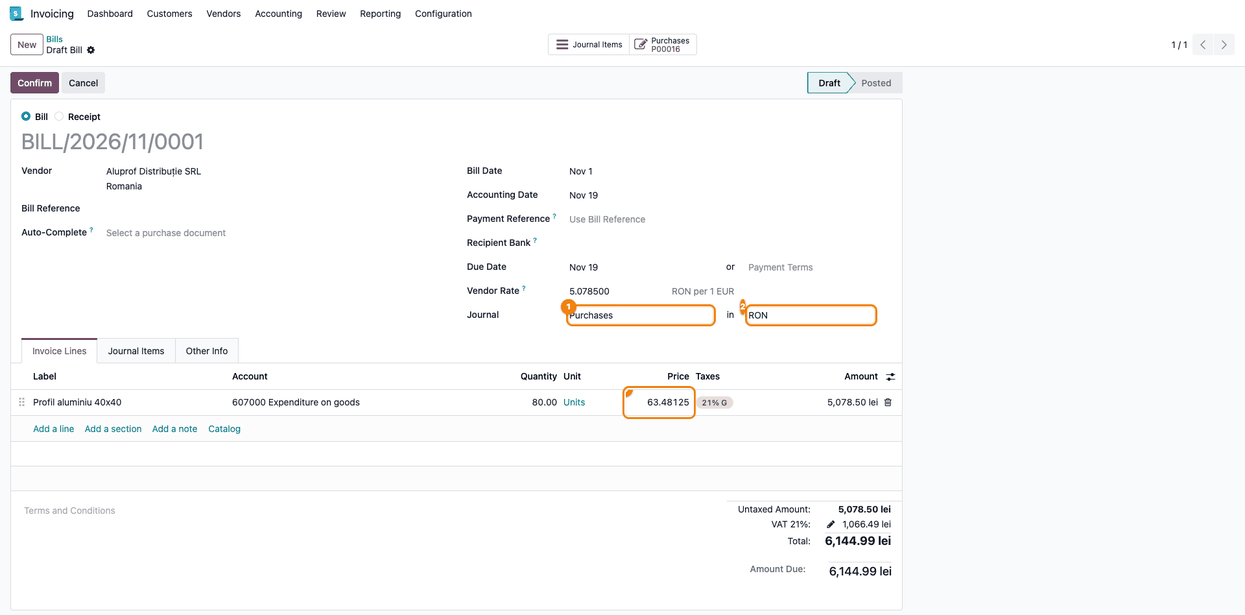 Invoicing Dashboard Customers Vendors Accounting Review Reporting Configuration
New Bills Journal Items Purchases 1 / 1
Draft Bill P00016
Confirm Cancel Draft Posted
Bill Receipt
BILL/2026/11/0001
Vendor Aluprof Distribuție SRL Bill Date Nov 1
Romania
Accounting Date Nov 19
Bill Reference
Payment Reference ? Use Bill Reference
Auto-Complete ? Select a purchase document
Recipient Bank ?
Due Date Nov 19 or Payment Terms
Vendor Rate ? 5.078500 RON per 1 EUR
1 2
Journal Purchases in RON
Invoice Lines Journal Items Other Info
Label Account Quantity Unit Price Taxes Amount
Profil aluminiu 40x40 607000 Expenditure on goods 80.00 Units 63.48125 21% G 5,078.50 lei
Add a line Add a section Add a note Catalog
Terms and Conditions Untaxed Amount: 5,078.50 lei
VAT 21%: 1,066.49 lei
Total: 6,144.99 lei
Amount Due: 6,144.99 lei